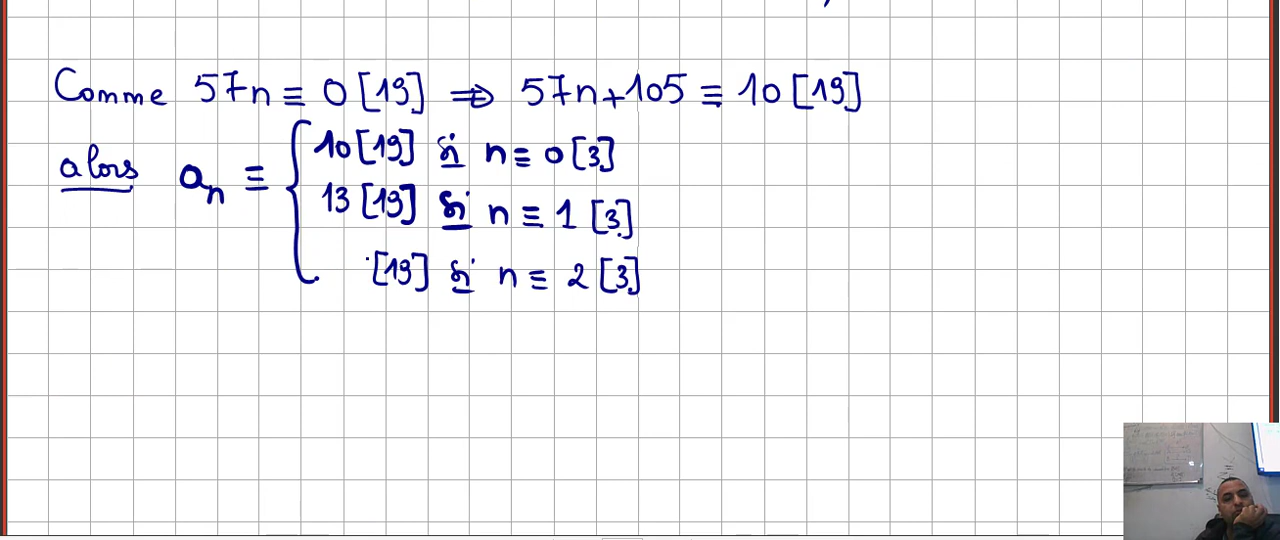 Comme 57n ≡ 0 [19] ⇒ 57n+105 ≡ 10 [19]
alors aₙ ≡ { 10 [19] si n ≡ 0 [3]
13 [19] si n ≡ 1 [3]
[19] si n ≡ 2 [3]